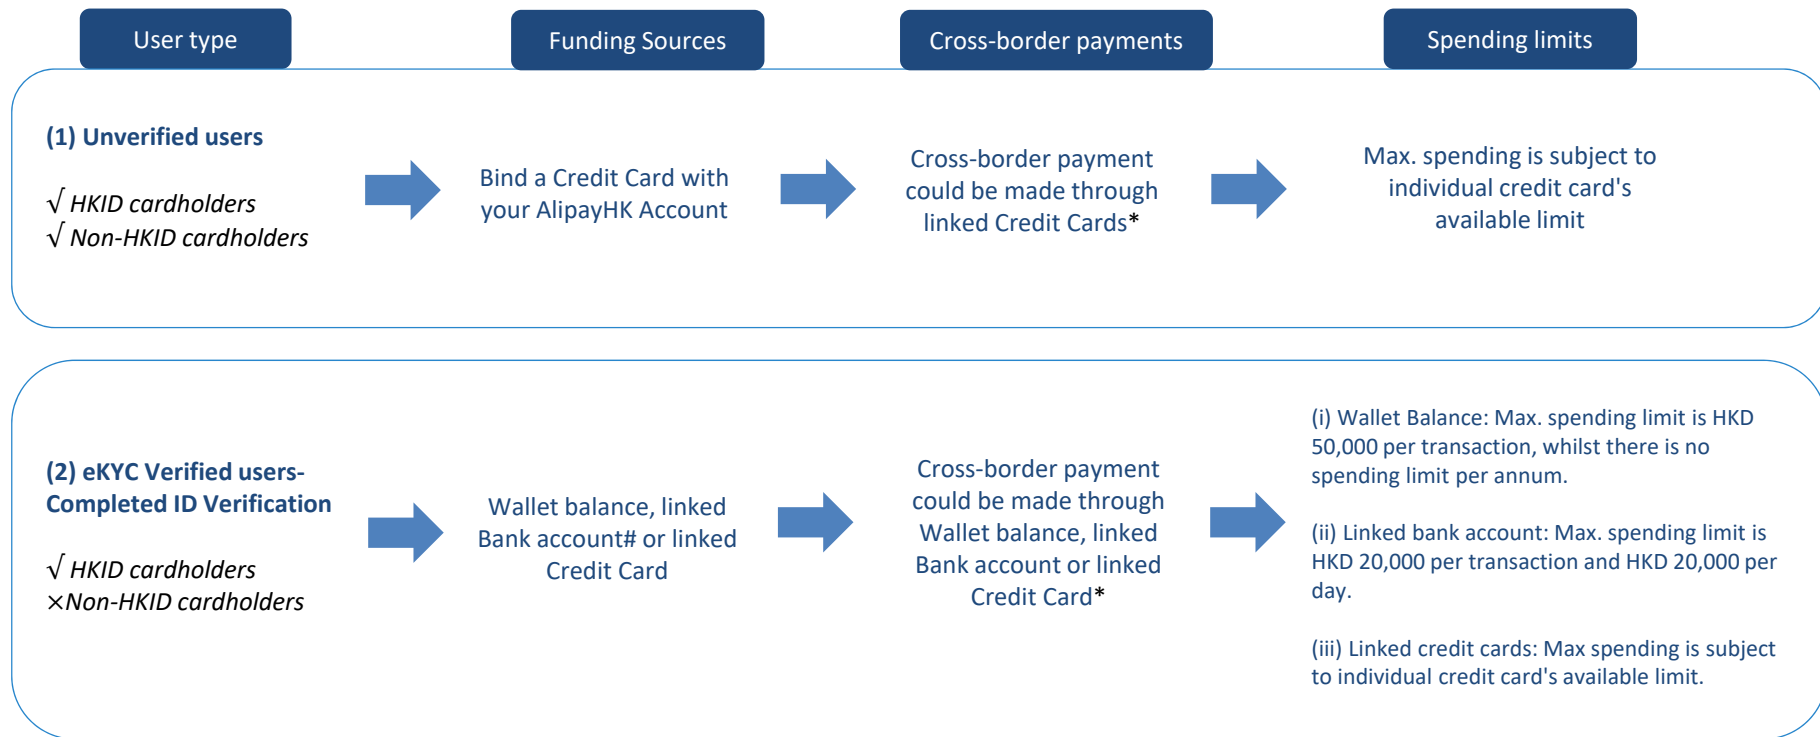 User type
Funding Sources
Cross-border payments
Spending limits
(1) Unverified users
√ HKID cardholders
√ Non-HKID cardholders
Bind a Credit Card with
your AlipayHK Account
Cross-border payment
could be made through
linked Credit Cards*
Max. spending is subject to
individual credit card's
available limit
(2) eKYC Verified users-
Completed ID Verification
√ HKID cardholders
×Non-HKID cardholders
Wallet balance, linked
Bank account# or linked
Credit Card
Cross-border payment
could be made through
Wallet balance, linked
Bank account or linked
Credit Card*
(i) Wallet Balance: Max. spending limit is HKD
50,000 per transaction, whilst there is no
spending limit per annum.
(ii) Linked bank account: Max. spending limit is
HKD 20,000 per transaction and HKD 20,000 per
day.
(iii) Linked credit cards: Max spending is subject
to individual credit card's available limit.